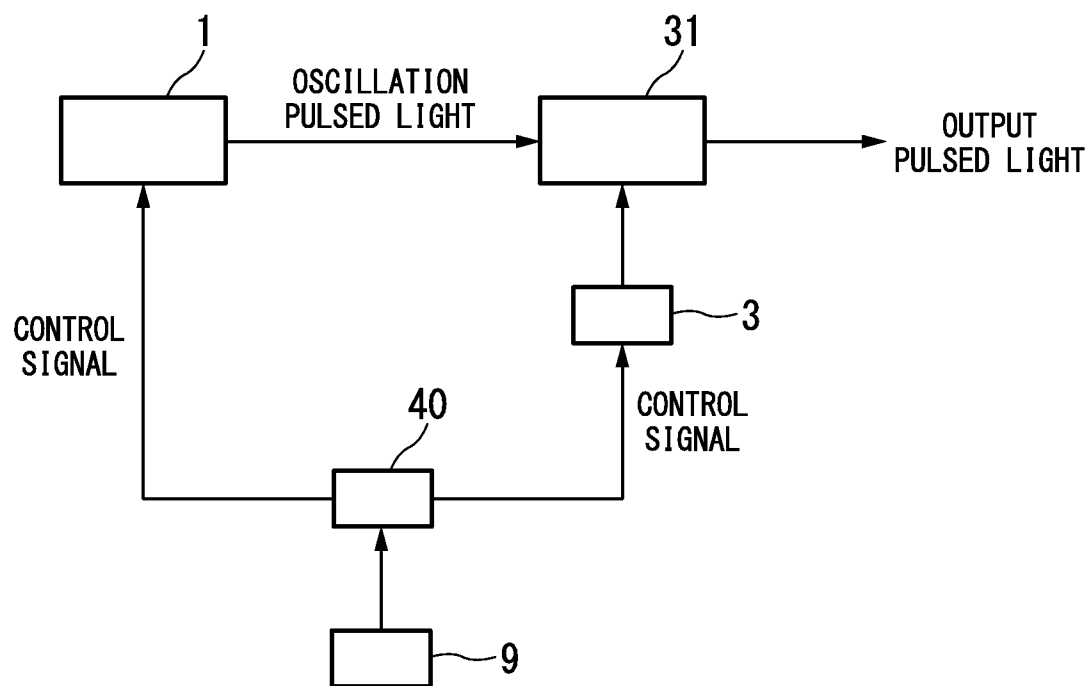 1
31
OSCILLATION
PULSED LIGHT
OUTPUT
PULSED LIGHT
3
CONTROL
SIGNAL
40
CONTROL
SIGNAL
9